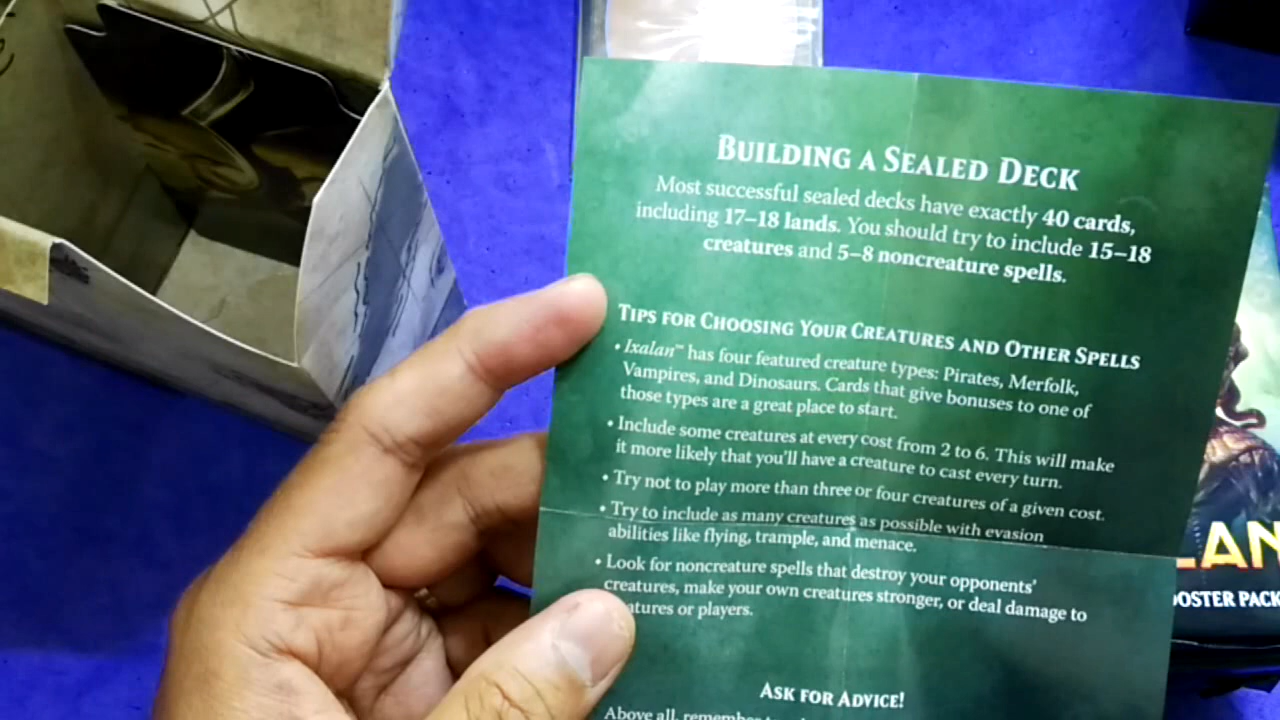 BUILDING A SEALED DECK
Most successful sealed decks have exactly 40 cards,
including 17–18 lands. You should try to include 15–18
creatures and 5–8 noncreature spells.
TIPS FOR CHOOSING YOUR CREATURES AND OTHER SPELLS
• Ixalan™ has four featured creature types: Pirates, Merfolk,
Vampires, and Dinosaurs. Cards that give bonuses to one of
those types are a great place to start.
• Include some creatures at every cost from 2 to 6. This will make
it more likely that you'll have a creature to cast every turn.
• Try not to play more than three or four creatures of a given cost.
• Try to include as many creatures as possible with evasion
abilities like flying, trample, and menace.
• Look for noncreature spells that destroy your opponents'
creatures, make your own creatures stronger, or deal damage to
atures or players.
ASK FOR ADVICE!
Above all, remember
LAN
OOSTER PACK